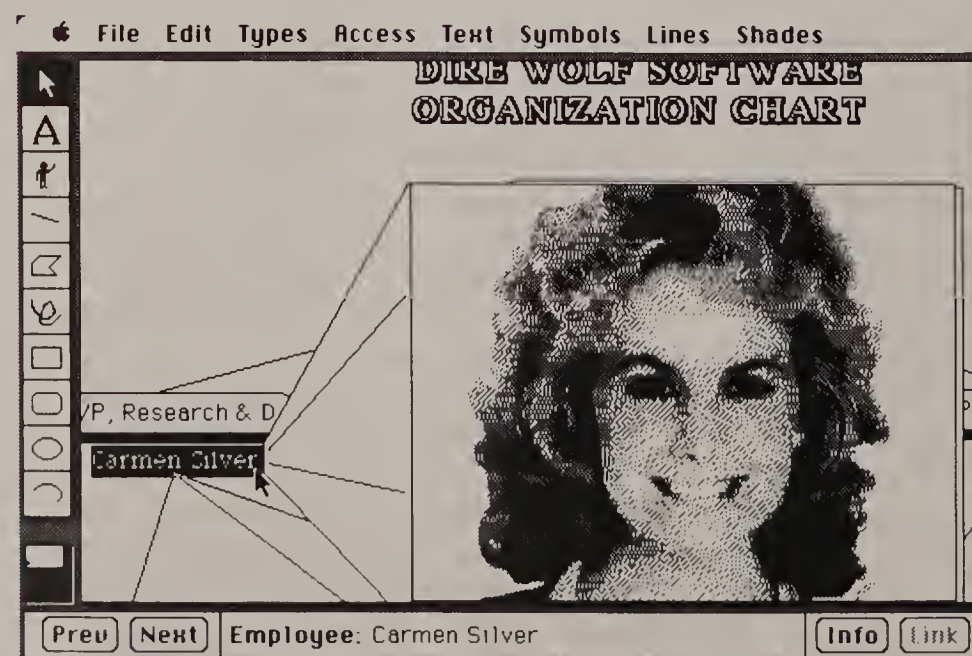 File Edit Types Access Text Symbols Lines Shades
DIRE WOLF SOFTWARE
ORGANIZATION CHART
A
VP, Research & D
Carmen Silver
Prev Next Employee: Carmen Silver Info Link